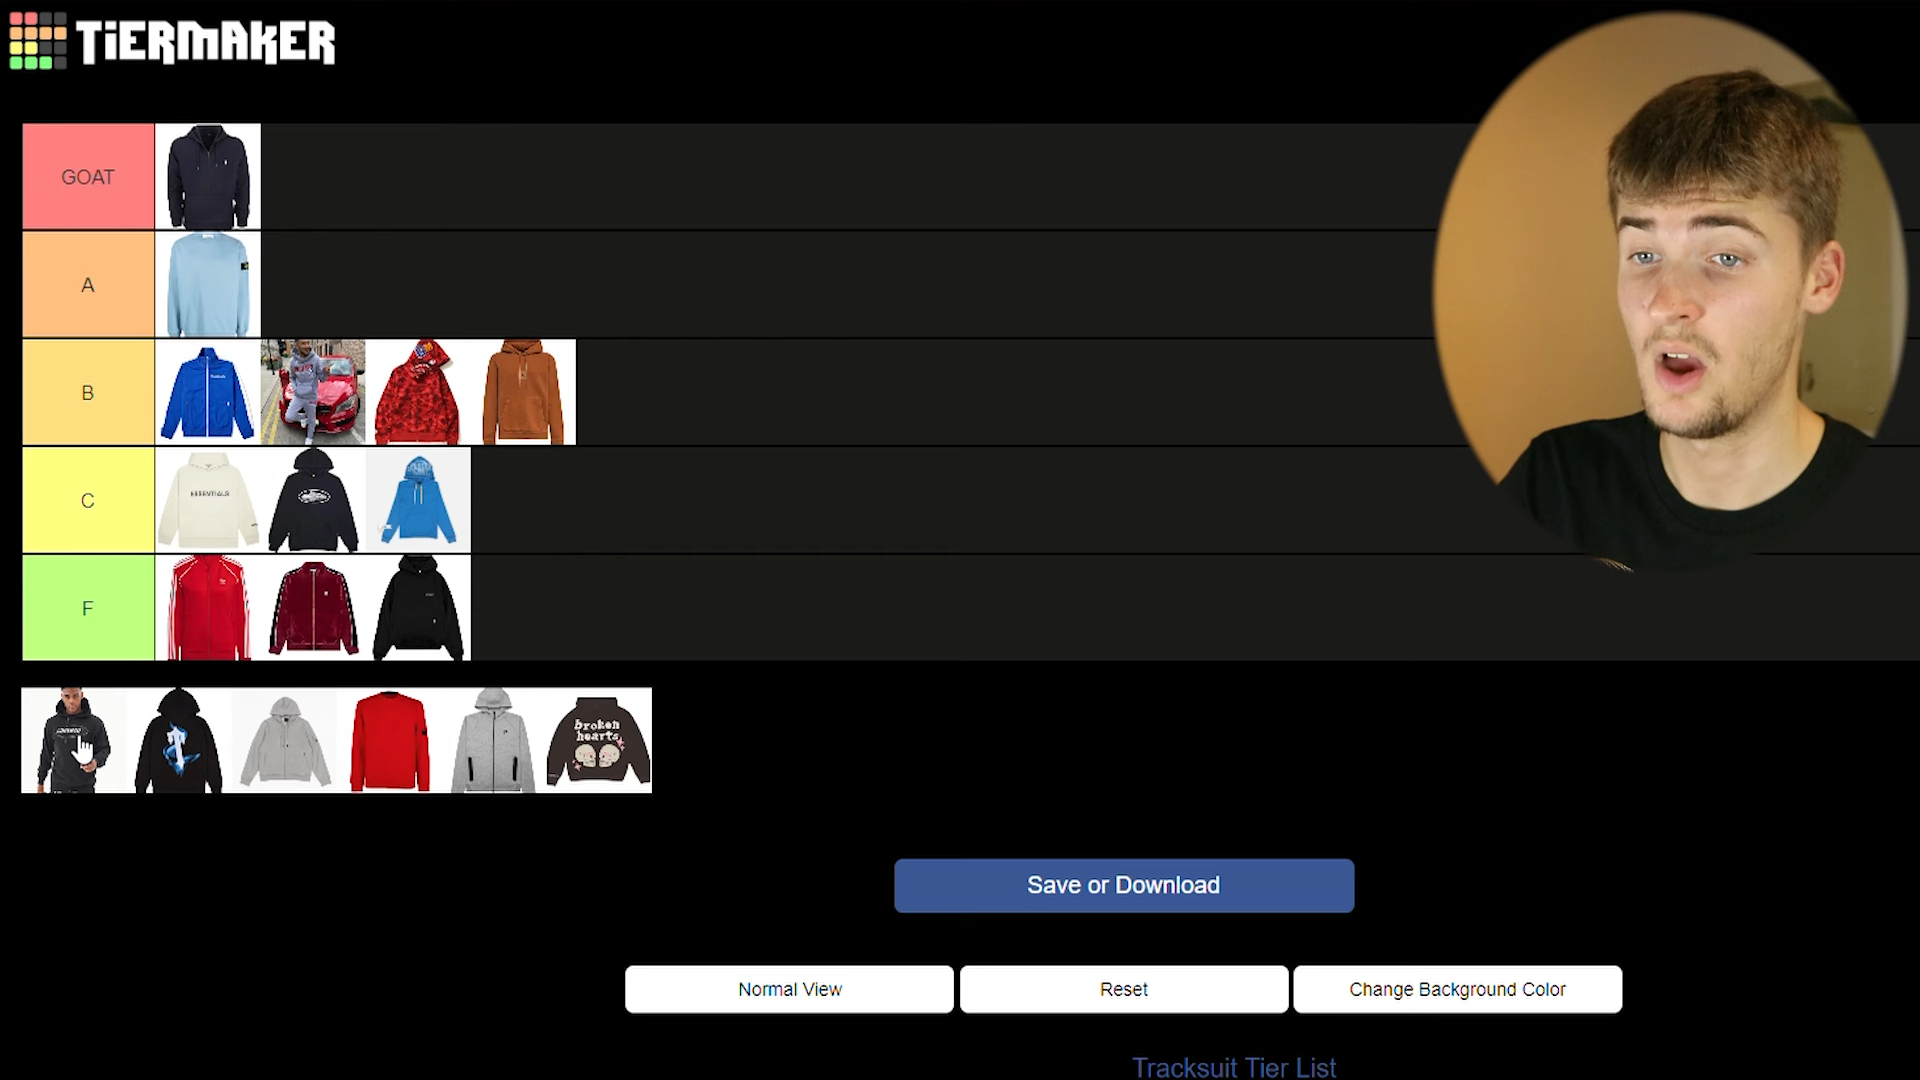 TiERMAKER
GOAT
A
B
C
ESSENTIALS
F
broken
hearts
Save or Download
Normal View
Reset
Change Background Color
Tracksuit Tier List